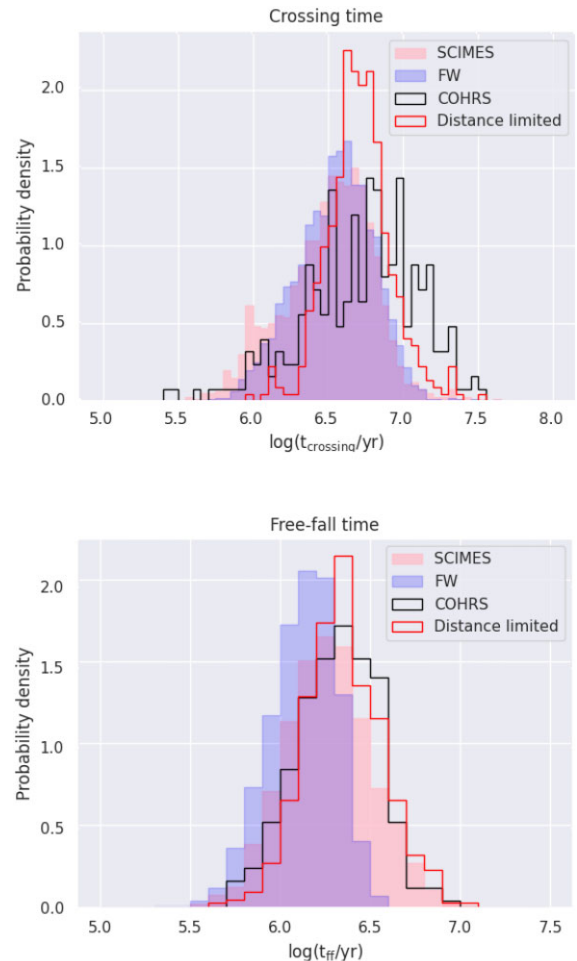 Crossing time
SCIMES
FW
COHRS
Distance limited
Probability density
2.0
1.5
1.0
0.5
0.0
5.0 5.5 6.0 6.5 7.0 7.5 8.0
log(t_crossing/yr)
Free-fall time
SCIMES
FW
COHRS
Distance limited
Probability density
2.0
1.5
1.0
0.5
0.0
5.0 5.5 6.0 6.5 7.0 7.5
log(t_ff/yr)